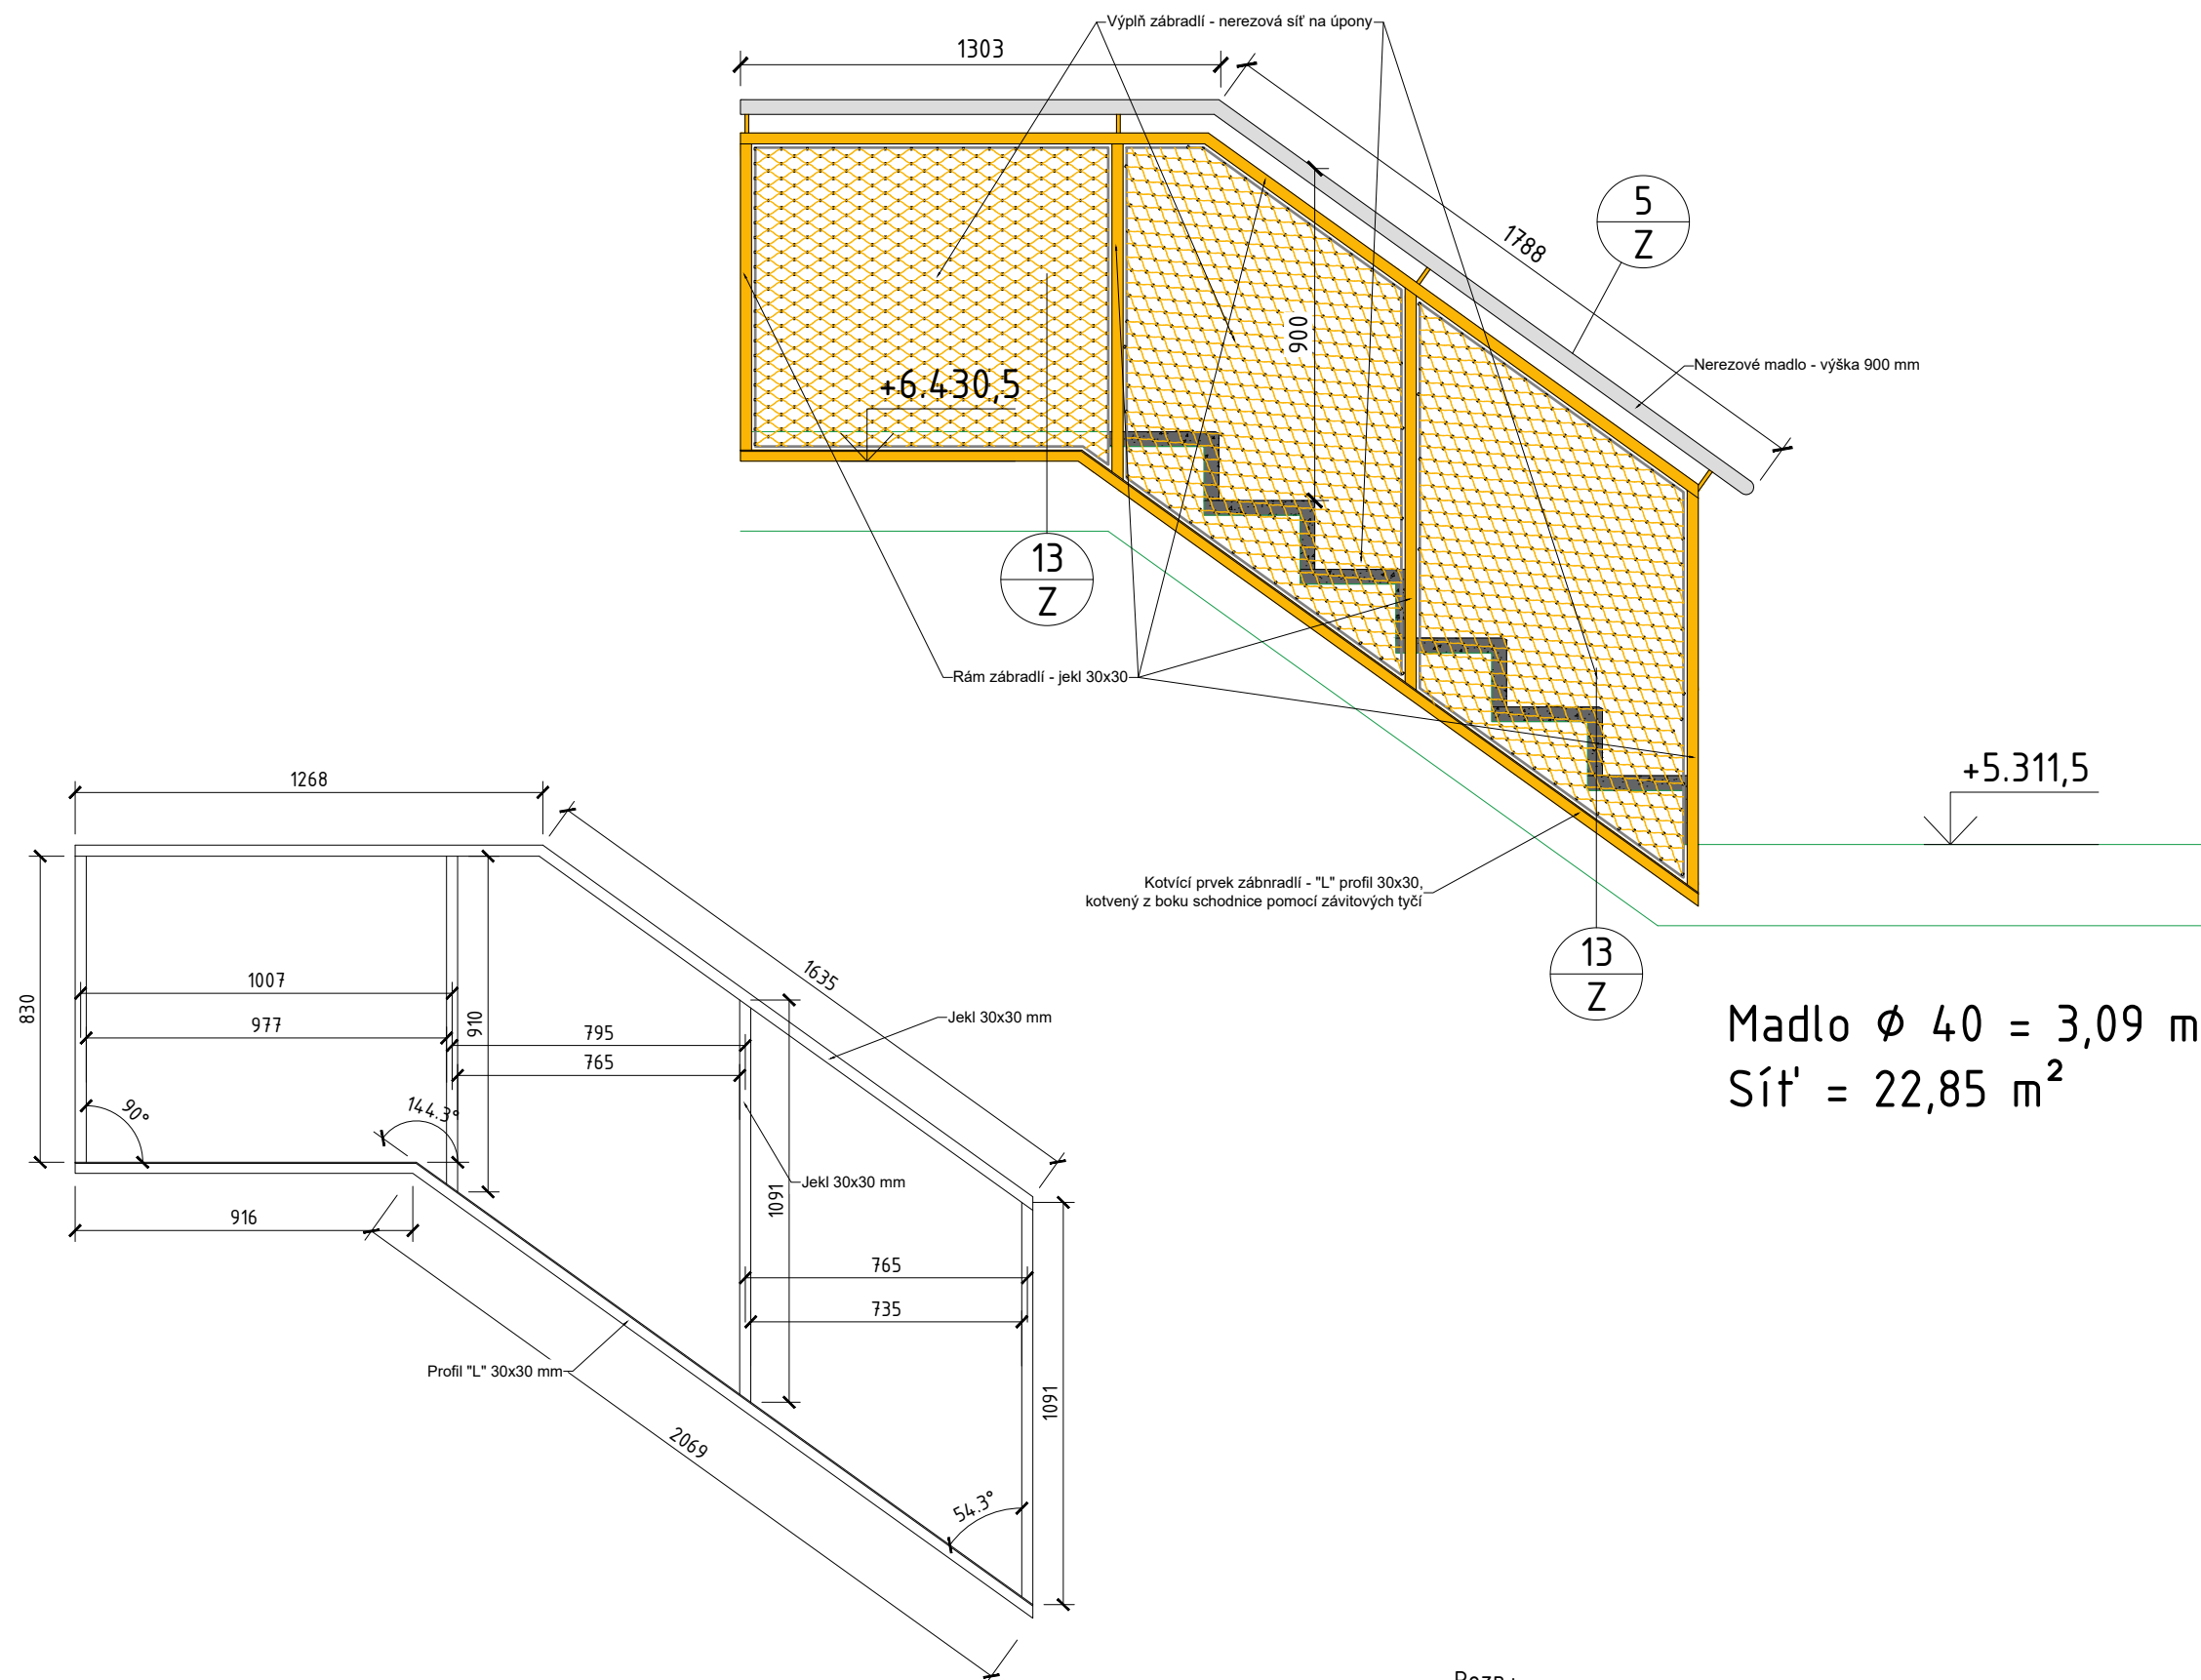 Výplň zábradlí - nerezová síť na úpony
1303
1788
5
Z
900
Nerezové madlo - výška 900 mm
+6.430,5
13
Z
Rám zábradlí - jekl 30x30
+5.311,5
Kotvící prvek zábnradlí - "L" profil 30x30,
kotvený z boku schodnice pomocí závitových tyčí
13
Z
Madlo Ø 40 = 3,09 m
Síť = 22,85 m²
1268
1635
830
1007
977
910
795
765
Jekl 30x30 mm
90°
144.3°
Jekl 30x30 mm
1091
916
765
735
Profil "L" 30x30 mm
1091
2069
54.3°